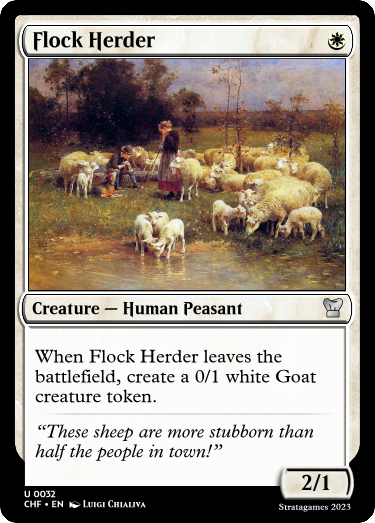 Flock Herder
Creature — Human Peasant
When Flock Herder leaves the
battlefield, create a 0/1 white Goat
creature token.
“These sheep are more stubborn than
half the people in town!”
2/1
U 0032
CHF • EN Luigi Chialiva
Stratagames 2023